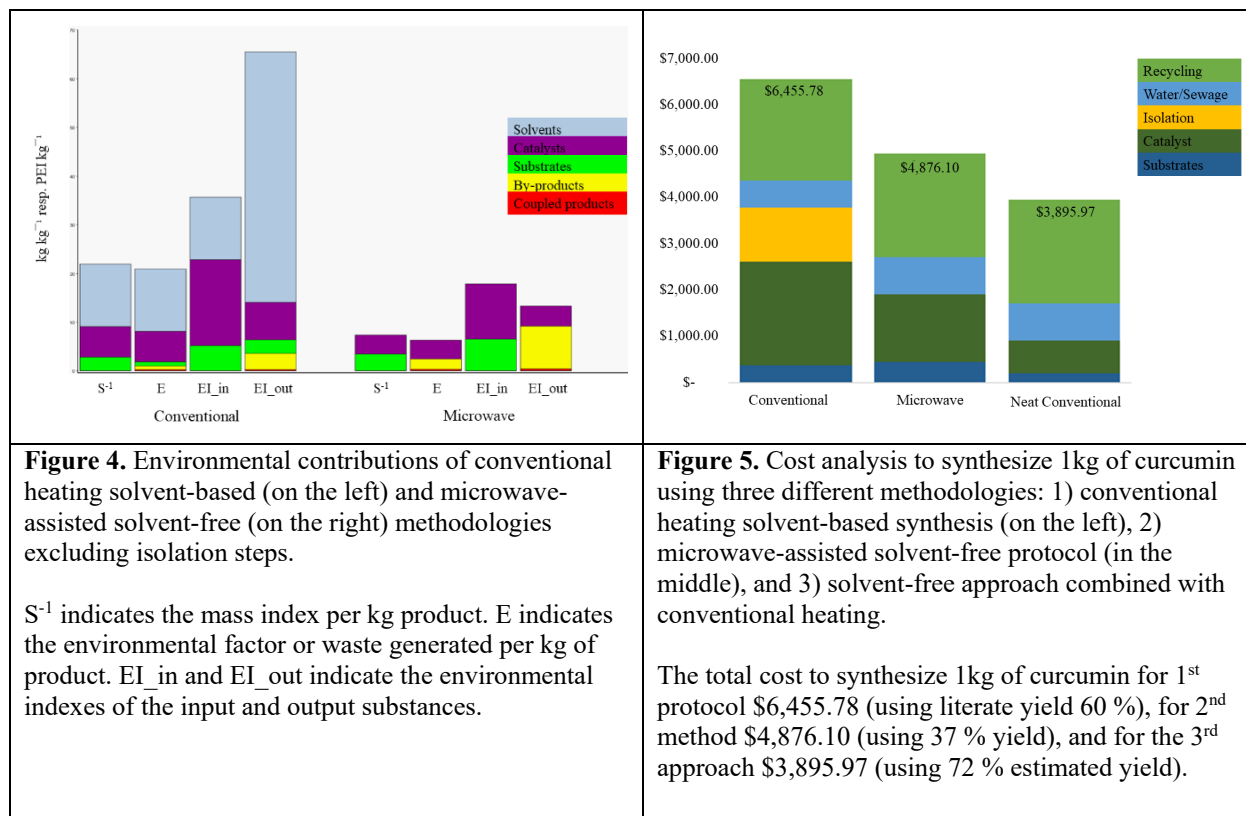 70
60
50
40
30
20
10
0
kg kg⁻¹ resp. PEI kg⁻¹
Solvents
Catalysts
Substrates
By-products
Coupled products
S⁻¹ E EI_in EI_out S⁻¹ E EI_in EI_out
Conventional Microwave
$7,000.00
$6,000.00
$5,000.00
$4,000.00
$3,000.00
$2,000.00
$1,000.00
$-
$6,455.78
$4,876.10
$3,895.97
Recycling
Water/Sewage
Isolation
Catalyst
Substrates
Conventional Microwave Neat Conventional
Figure 4. Environmental contributions of conventional
heating solvent-based (on the left) and microwave-
assisted solvent-free (on the right) methodologies
excluding isolation steps.
S⁻¹ indicates the mass index per kg product. E indicates
the environmental factor or waste generated per kg of
product. EI_in and EI_out indicate the environmental
indexes of the input and output substances.
Figure 5. Cost analysis to synthesize 1kg of curcumin
using three different methodologies: 1) conventional
heating solvent-based synthesis (on the left), 2)
microwave-assisted solvent-free protocol (in the
middle), and 3) solvent-free approach combined with
conventional heating.
The total cost to synthesize 1kg of curcumin for 1st
protocol $6,455.78 (using literate yield 60 %), for 2nd
method $4,876.10 (using 37 % yield), and for the 3rd
approach $3,895.97 (using 72 % estimated yield).